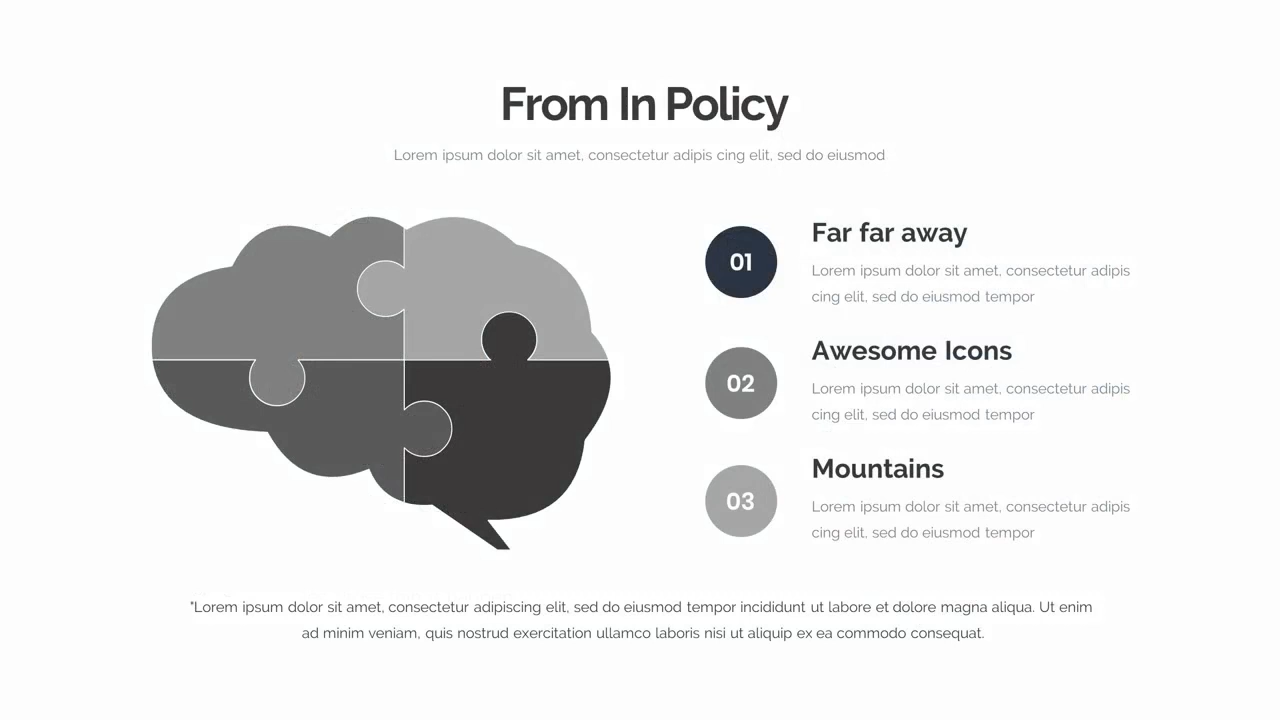 From In Policy
Lorem ipsum dolor sit amet, consectetur adipis cing elit, sed do eiusmod
01
Far far away
Lorem ipsum dolor sit amet, consectetur adipis
cing elit, sed do eiusmod tempor
02
Awesome Icons
Lorem ipsum dolor sit amet, consectetur adipis
cing elit, sed do eiusmod tempor
03
Mountains
Lorem ipsum dolor sit amet, consectetur adipis
cing elit, sed do eiusmod tempor
"Lorem ipsum dolor sit amet, consectetur adipiscing elit, sed do eiusmod tempor incididunt ut labore et dolore magna aliqua. Ut enim
ad minim veniam, quis nostrud exercitation ullamco laboris nisi ut aliquip ex ea commodo consequat.